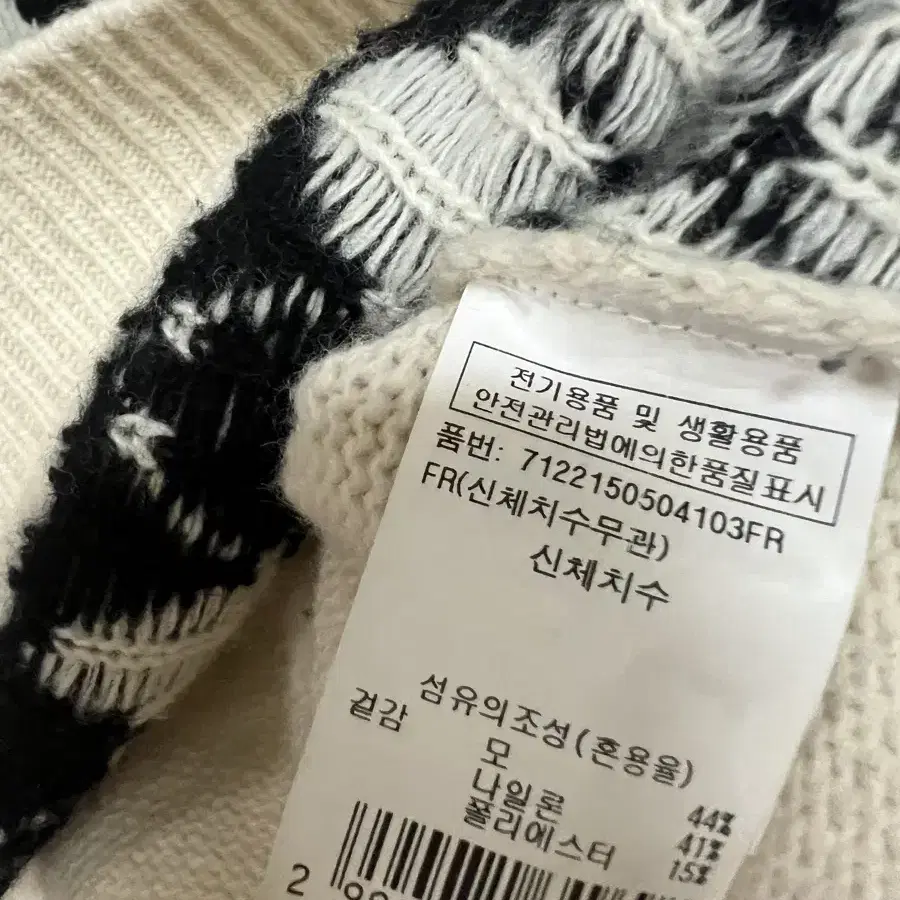 전기용품 및 생활용품
안전관리법에의한품질표시
품번: 7122150504103FR
FR(신체치수무관)
신체치수
섬유의조성(혼용율)
겉감
모 44%
나일론 41%
폴리에스터 15%
2